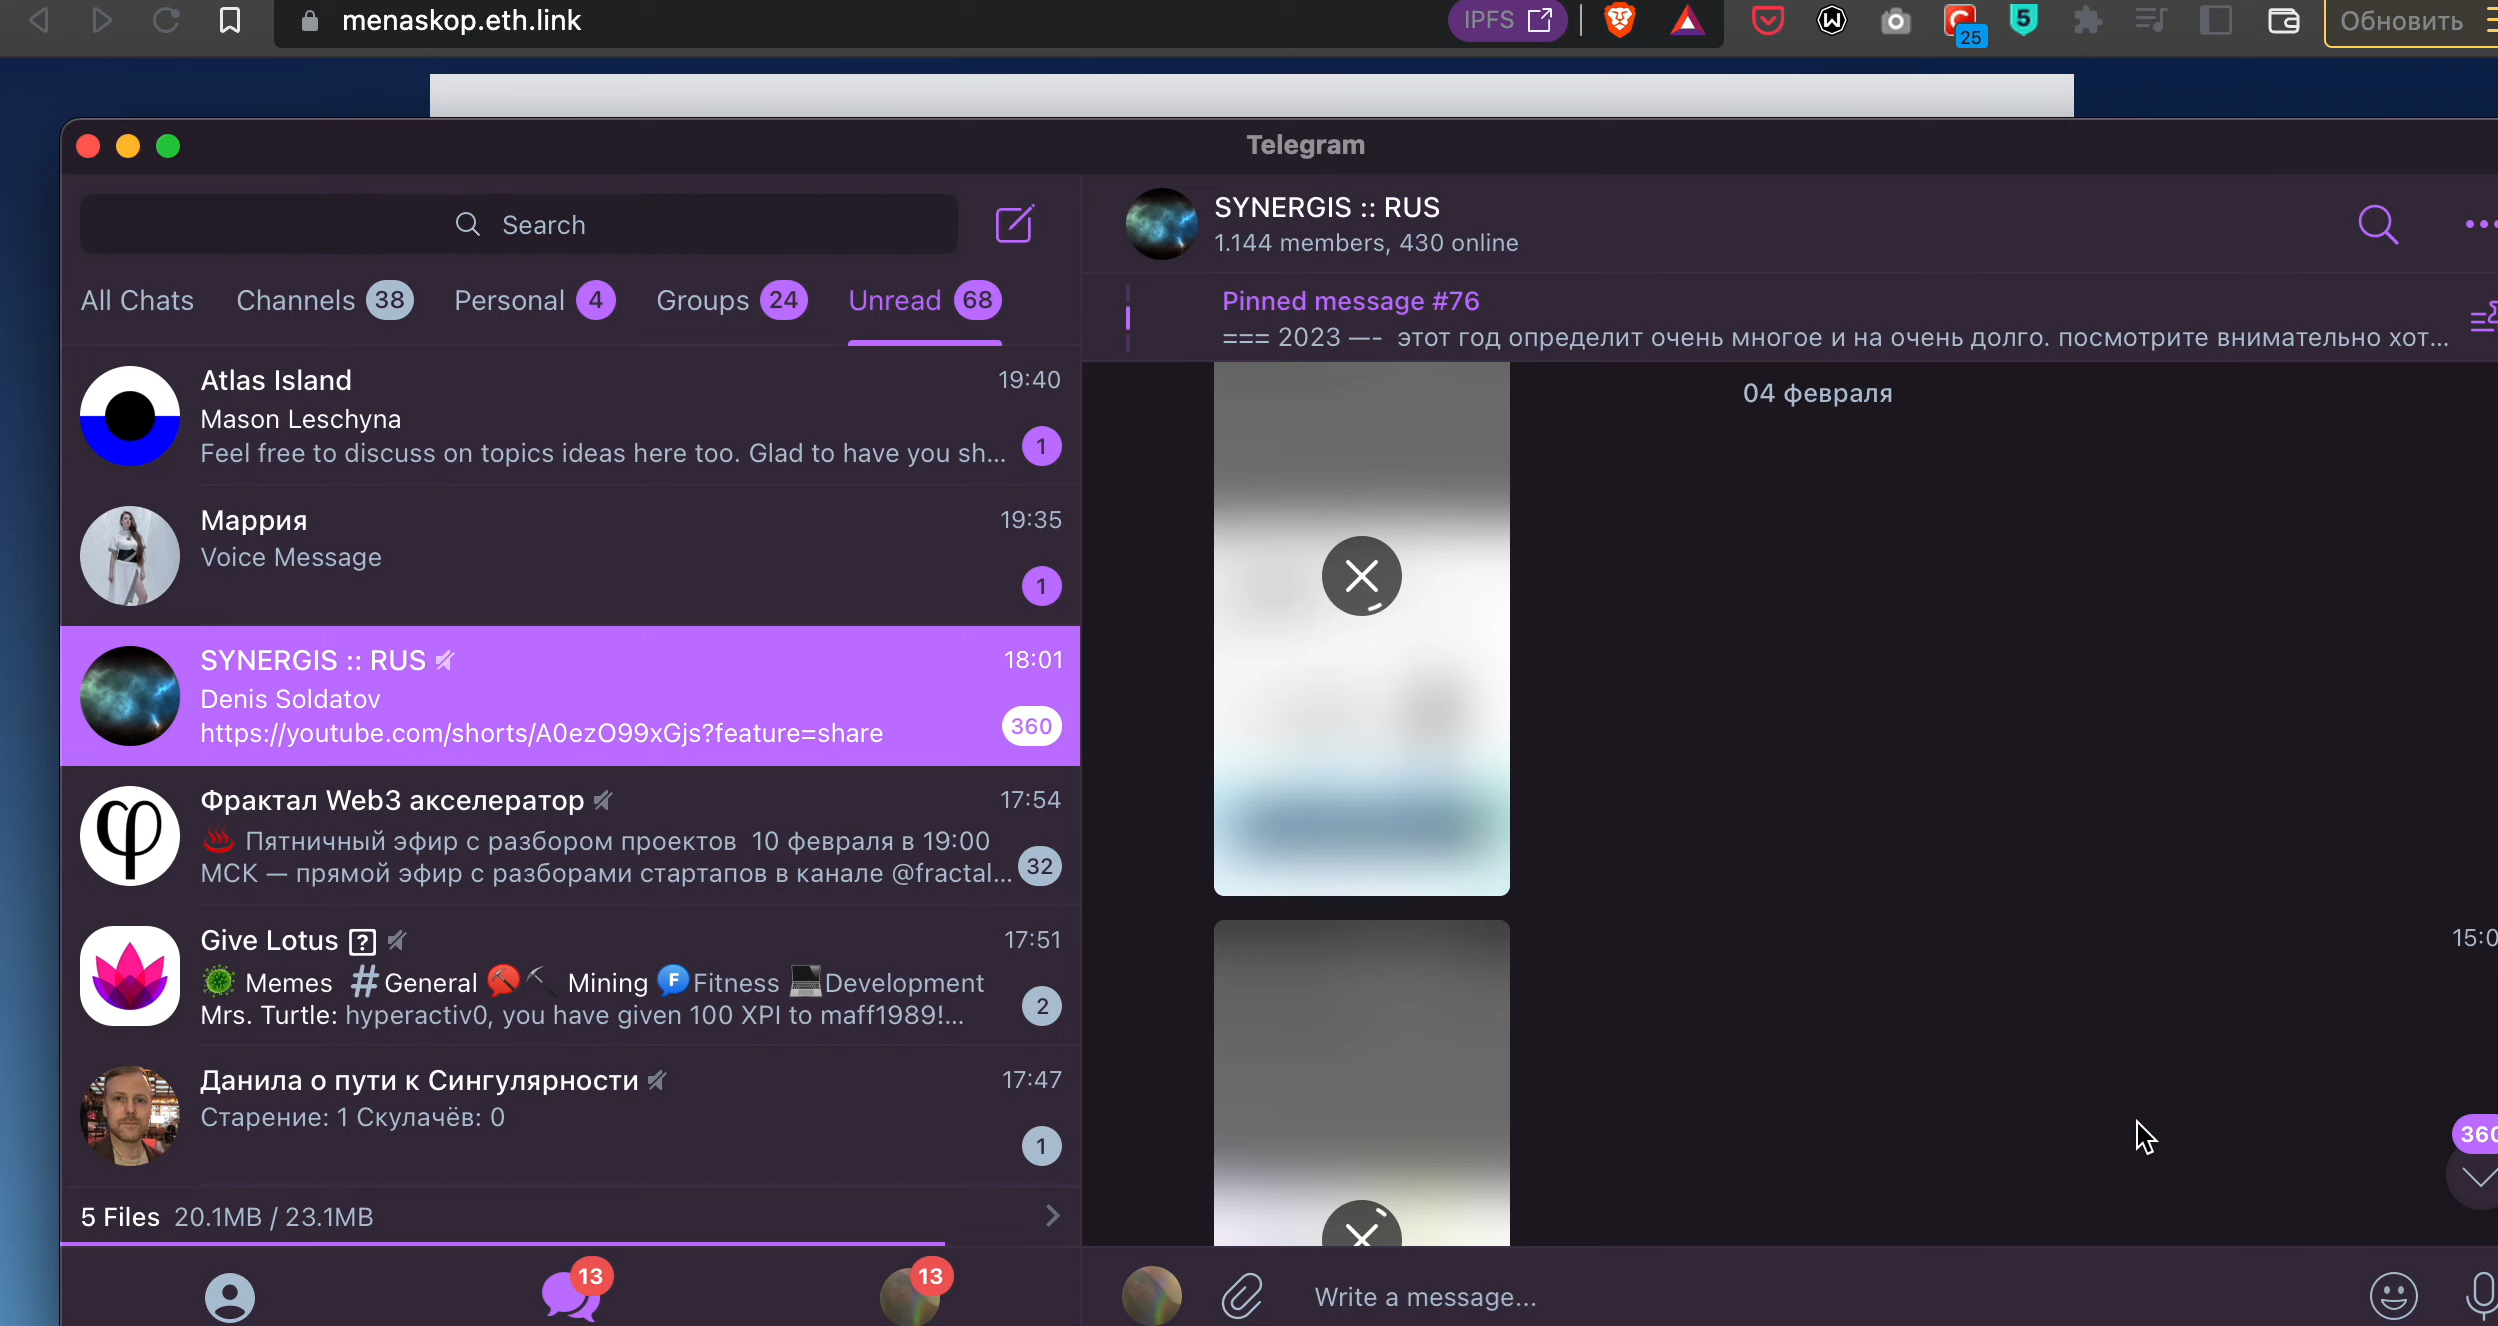 menaskop.eth.link
IPFS
25
5
Обновить
Telegram
Search
All Chats
Channels 38
Personal 4
Groups 24
Unread 68
Atlas Island 19:40
Mason Leschyna
Feel free to discuss on topics ideas here too. Glad to have you sh... 1
Маррия 19:35
Voice Message
1
SYNERGIS :: RUS 18:01
Denis Soldatov
https://youtube.com/shorts/A0ezO99xGjs?feature=share 360
φ
Фрактал Web3 акселератор 17:54
Пятничный эфир с разбором проектов 10 февраля в 19:00
МСК — прямой эфир с разборами стартапов в канале @fractal... 32
Give Lotus ? 17:51
Memes #General Mining F Fitness Development
Mrs. Turtle: hyperactiv0, you have given 100 XPI to maff1989!... 2
Данила о пути к Сингулярности 17:47
Старение: 1 Скулачёв: 0
1
5 Files 20.1MB / 23.1MB
13
13
SYNERGIS :: RUS
1.144 members, 430 online
Pinned message #76
=== 2023 —- этот год определит очень многое и на очень долго. посмотрите внимательно хот...
04 февраля
15:0
360
Write a message...